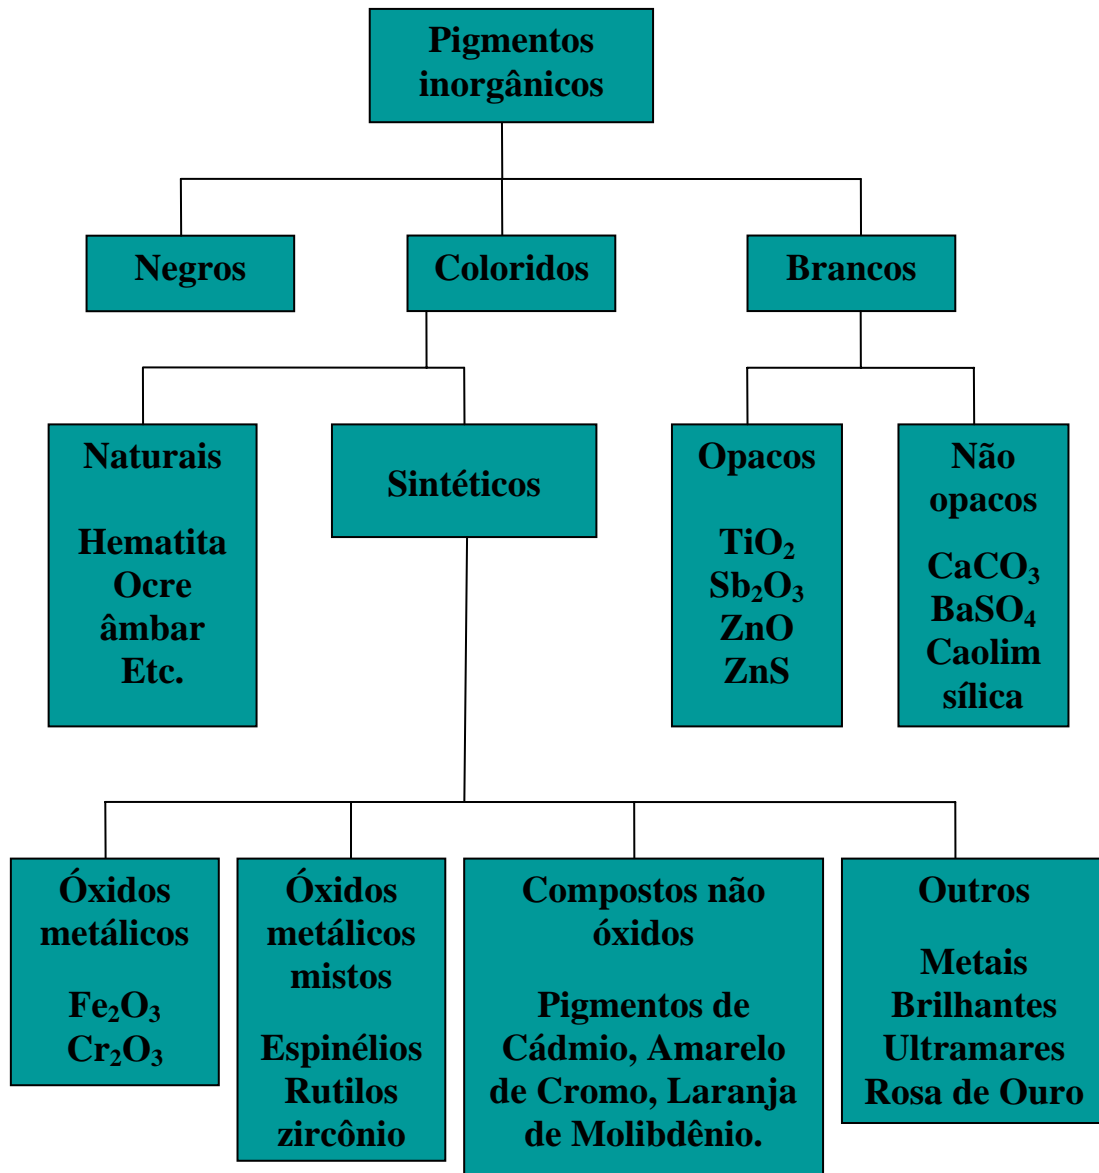 Pigmentos
inorgânicos
Negros
Coloridos
Brancos
Naturais
Hematita
Ocre
âmbar
Etc.
Sintéticos
Opacos
TiO₂
Sb₂O₃
ZnO
ZnS
Não
opacos
CaCO₃
BaSO₄
Caolim
sílica
Óxidos
metálicos
Fe₂O₃
Cr₂O₃
Óxidos
metálicos
mistos
Espinélios
Rutilos
zircônio
Compostos não
óxidos
Pigmentos de
Cádmio, Amarelo
de Cromo, Laranja
de Molibdênio.
Outros
Metais
Brilhantes
Ultramares
Rosa de Ouro